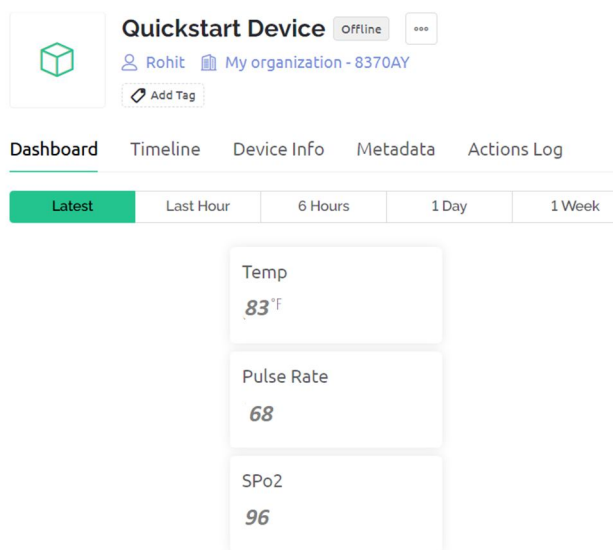 Quickstart Device Offline
Rohit My organization - 8370AY
Add Tag
Dashboard Timeline Device Info Metadata Actions Log
Latest Last Hour 6 Hours 1 Day 1 Week
Temp
83°F
Pulse Rate
68
SPo2
96